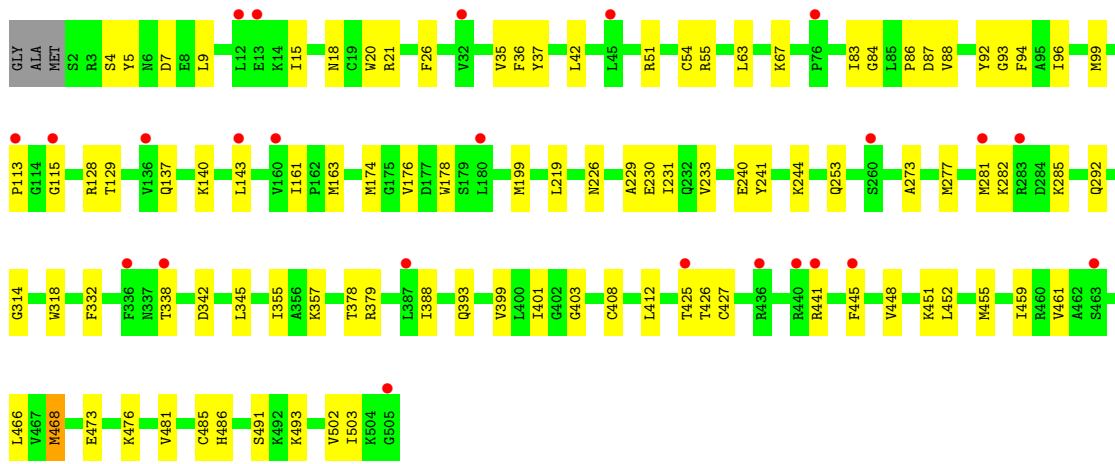 GLY ALA MET S2 R3 S4 Y5 N6 D7 E8 L9 L12 E13 K14 I15 N18 C19 W20 R21 F26 V32 V35 F36 Y37 L42 L45 R51 C54 R55 L63 K67 P76 I83 G84 L85 P86 D87 V88 Y92 G93 F94 A95 I96 M99
P113 G114 G115 R128 T129 V136 Q137 K140 L143 V160 I161 P162 M163 M174 G175 V176 D177 W178 S179 L180 M199 L219 N226 A229 E230 I231 Q232 V233 E240 Y241 K244 Q253 S260 A273 M277 M281 K282 R283 D284 K285 Q292
G314 W318 F332 F336 N337 T338 D342 L345 I355 A356 K357 T378 R379 L387 I388 Q393 V399 L400 I401 G402 G403 C408 L412 T425 T426 C427 R436 R440 R441 F445 V448 K451 L452 M455 I459 R460 V461 A462 S463
L466 V467 M468 E473 K476 V481 C485 H486 S491 K492 K493 V502 I503 K504 G505